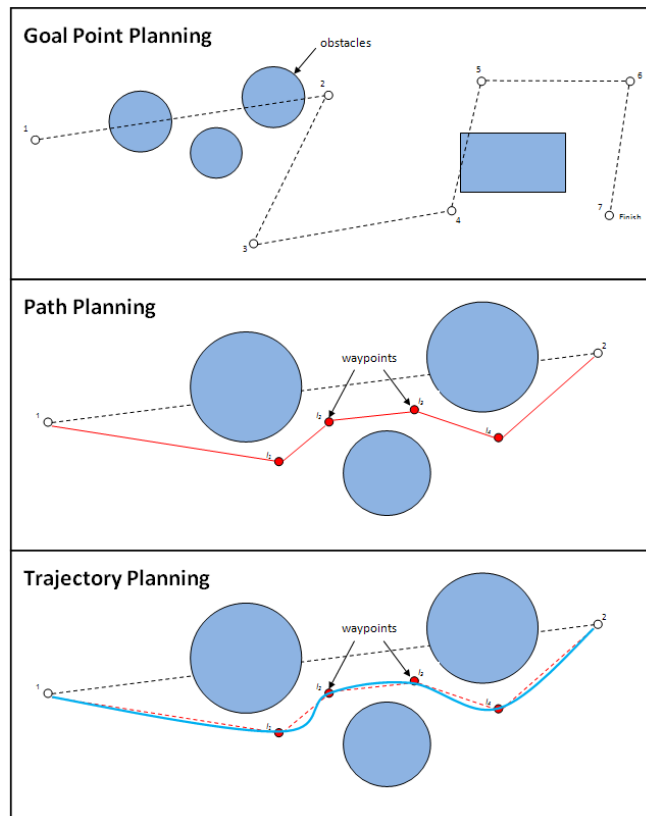 Goal Point Planning
obstacles
1
2
3
4
5
6
7
Finish
Path Planning
waypoints
1
2
Trajectory Planning
waypoints
1
2